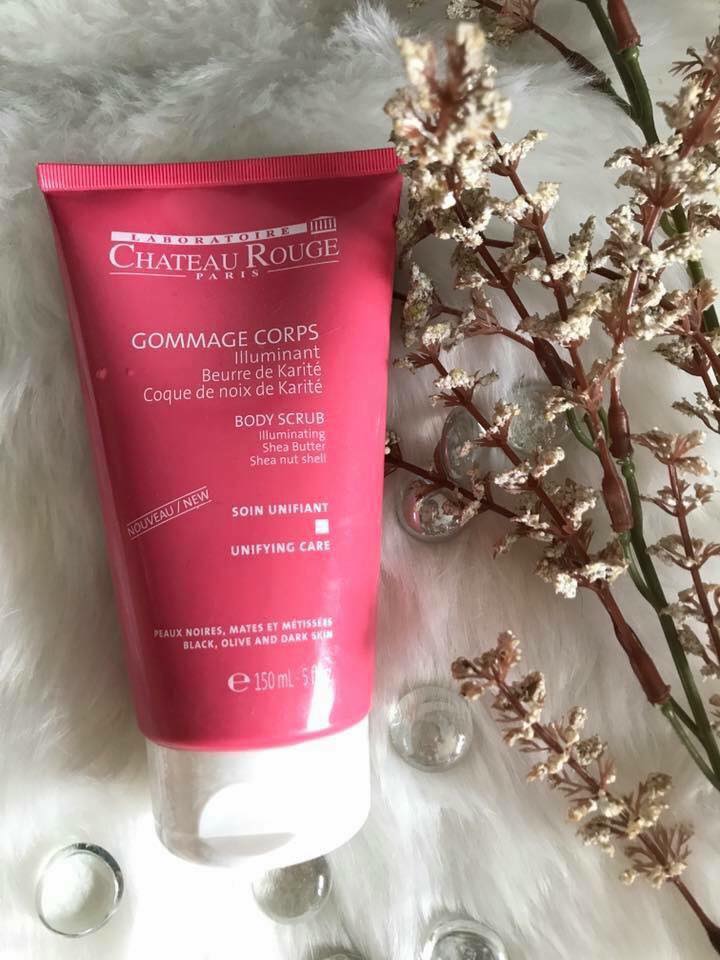 LABORATOIRE
CHATEAU ROUGE
PARIS
GOMMAGE CORPS
Illuminant
Beurre de Karité
Coque de noix de Karité
BODY SCRUB
Illuminating
Shea Butter
Shea nut shell
NOUVEAU / NEW
SOIN UNIFIANT
UNIFYING CARE
PEAUX NOIRES, MATES ET MÉTISSÉES
BLACK, OLIVE AND DARK SKIN
e 150 mL